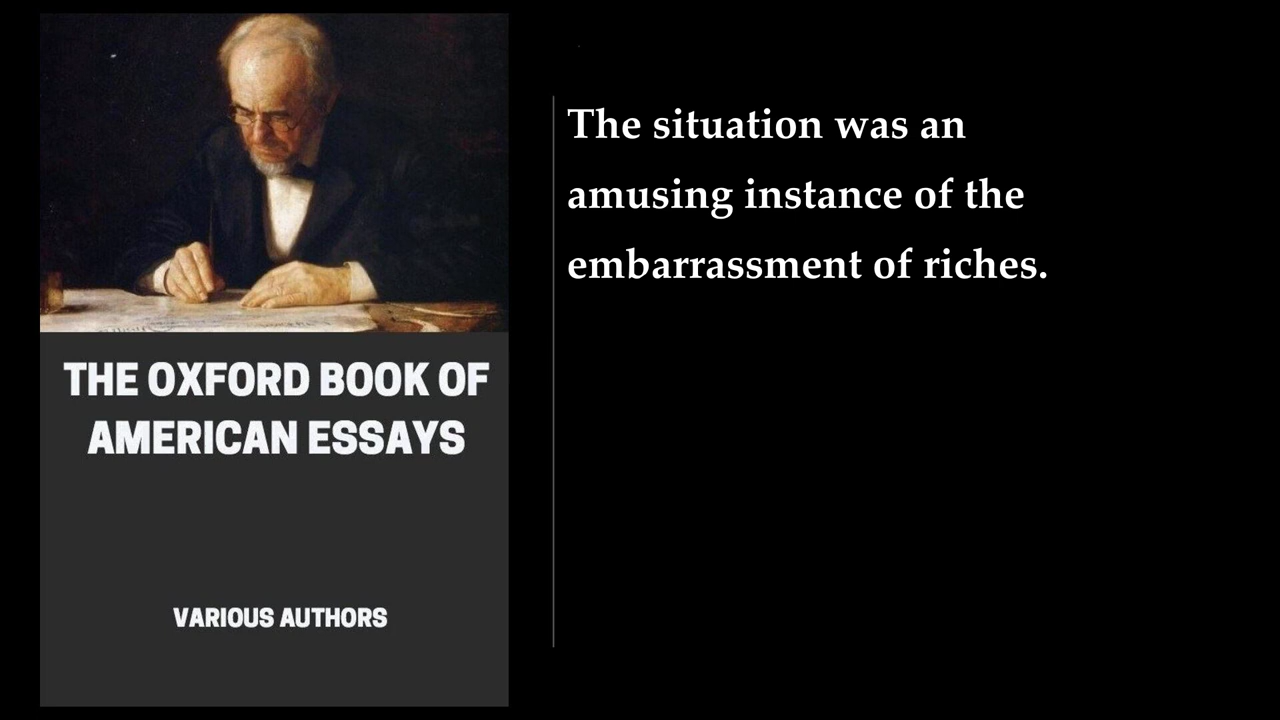 THE OXFORD BOOK OF
AMERICAN ESSAYS
VARIOUS AUTHORS
The situation was an
amusing instance of the
embarrassment of riches.